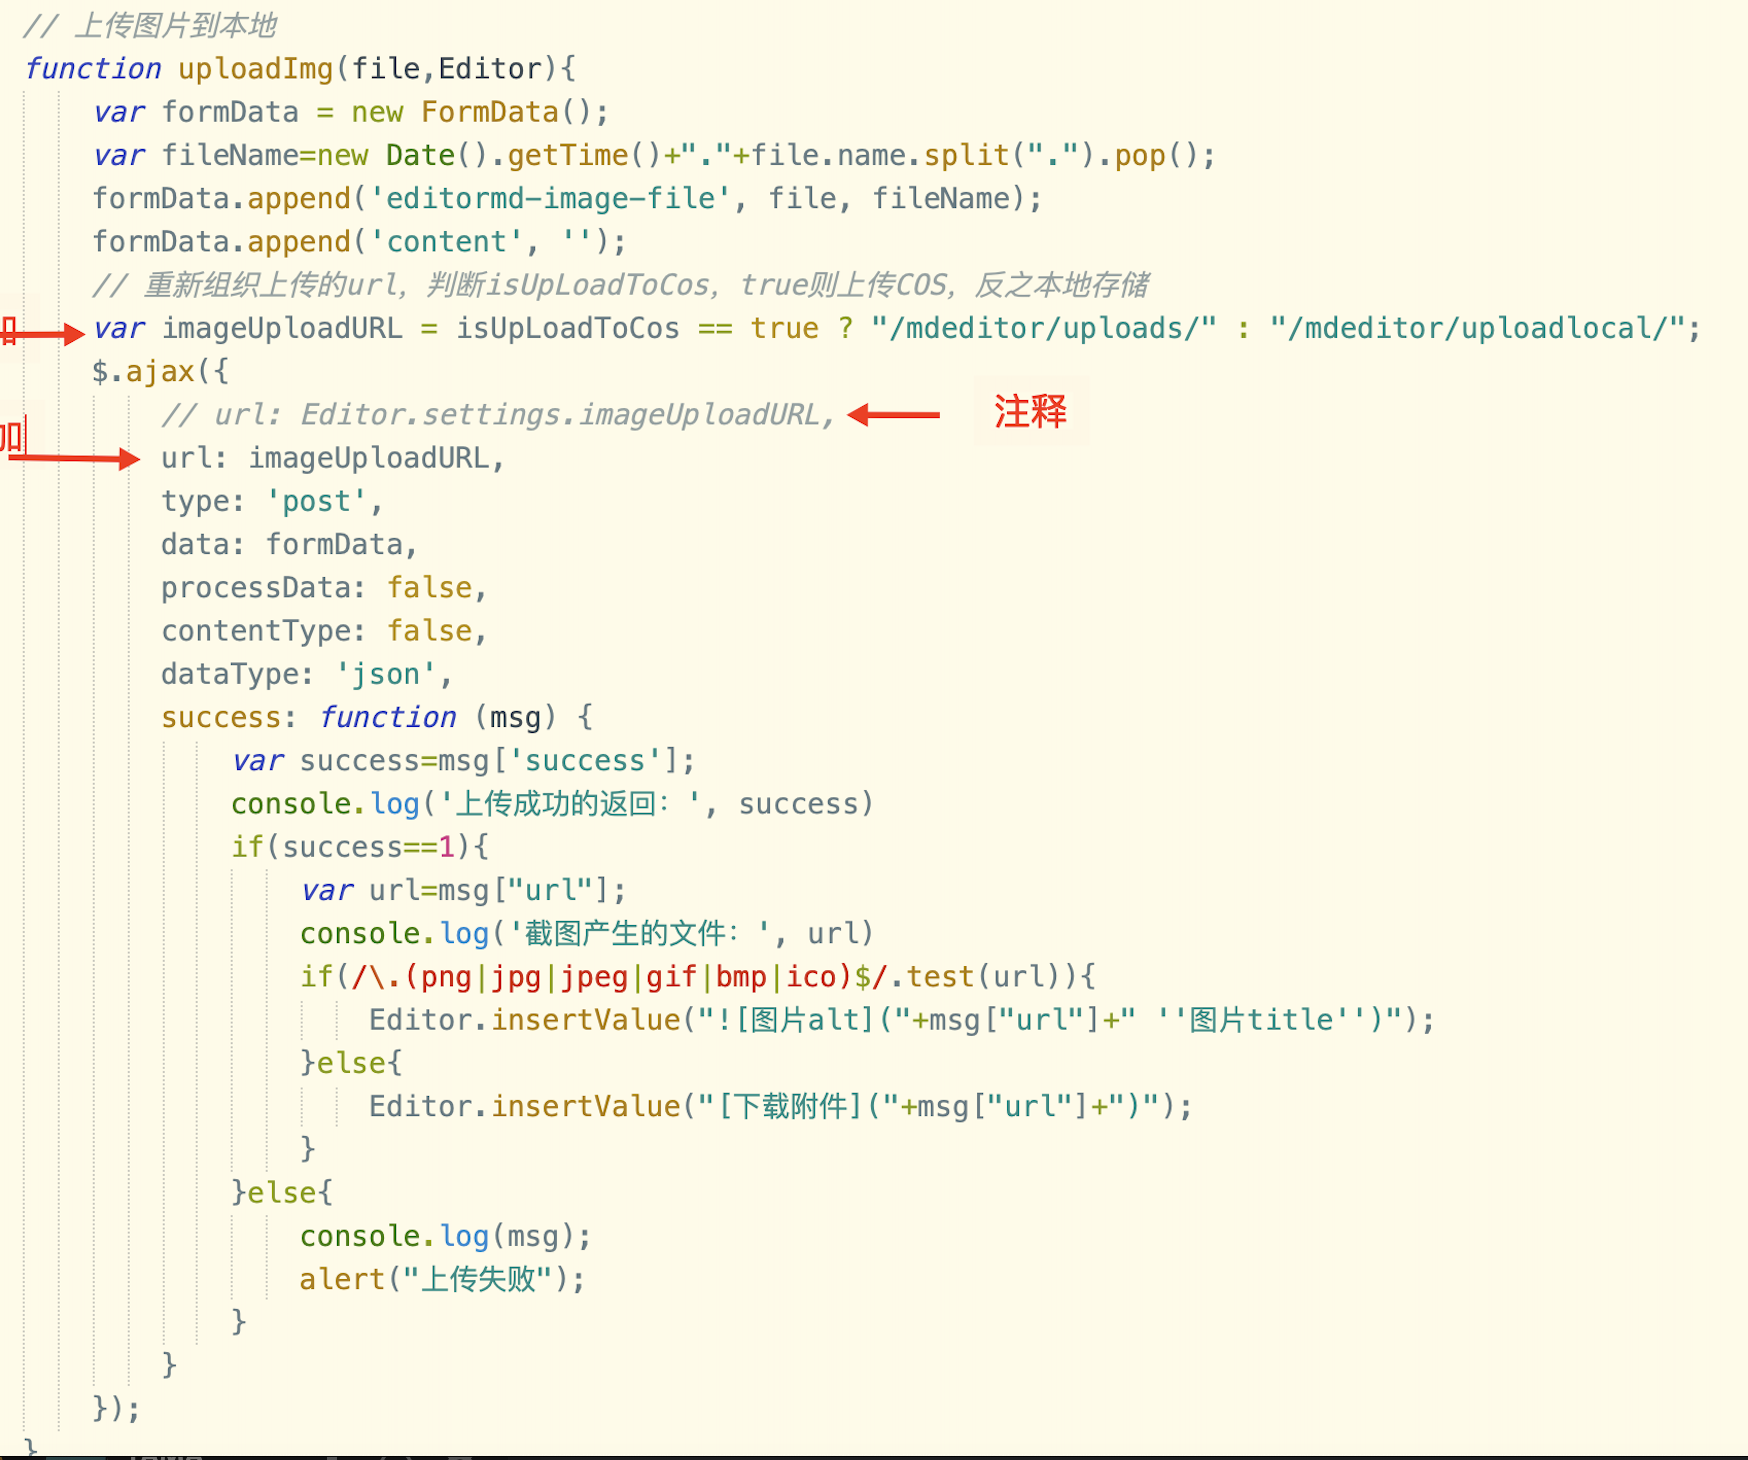 // 上传图片到本地
function uploadImg(file,Editor){
var formData = new FormData();
var fileName=new Date().getTime()+"."+file.name.split(".").pop();
formData.append('editormd-image-file', file, fileName);
formData.append('content', '');
// 重新组织上传的url，判断isUpLoadToCos，true则上传COS，反之本地存储
var imageUploadURL = isUpLoadToCos == true ? "/mdeditor/uploads/" : "/mdeditor/uploadlocal/";
$.ajax({
// url: Editor.settings.imageUploadURL, 注释
加 url: imageUploadURL,
type: 'post',
data: formData,
processData: false,
contentType: false,
dataType: 'json',
success: function (msg) {
var success=msg['success'];
console.log('上传成功的返回：', success)
if(success==1){
var url=msg["url"];
console.log('截图产生的文件：', url)
if(/\.(png|jpg|jpeg|gif|bmp|ico)$/.test(url)){
Editor.insertValue("![图片alt]("+msg["url"]+" ''图片title'')");
}else{
Editor.insertValue("[下载附件]("+msg["url"]+")");
}
}else{
console.log(msg);
alert("上传失败");
}
}
});
}